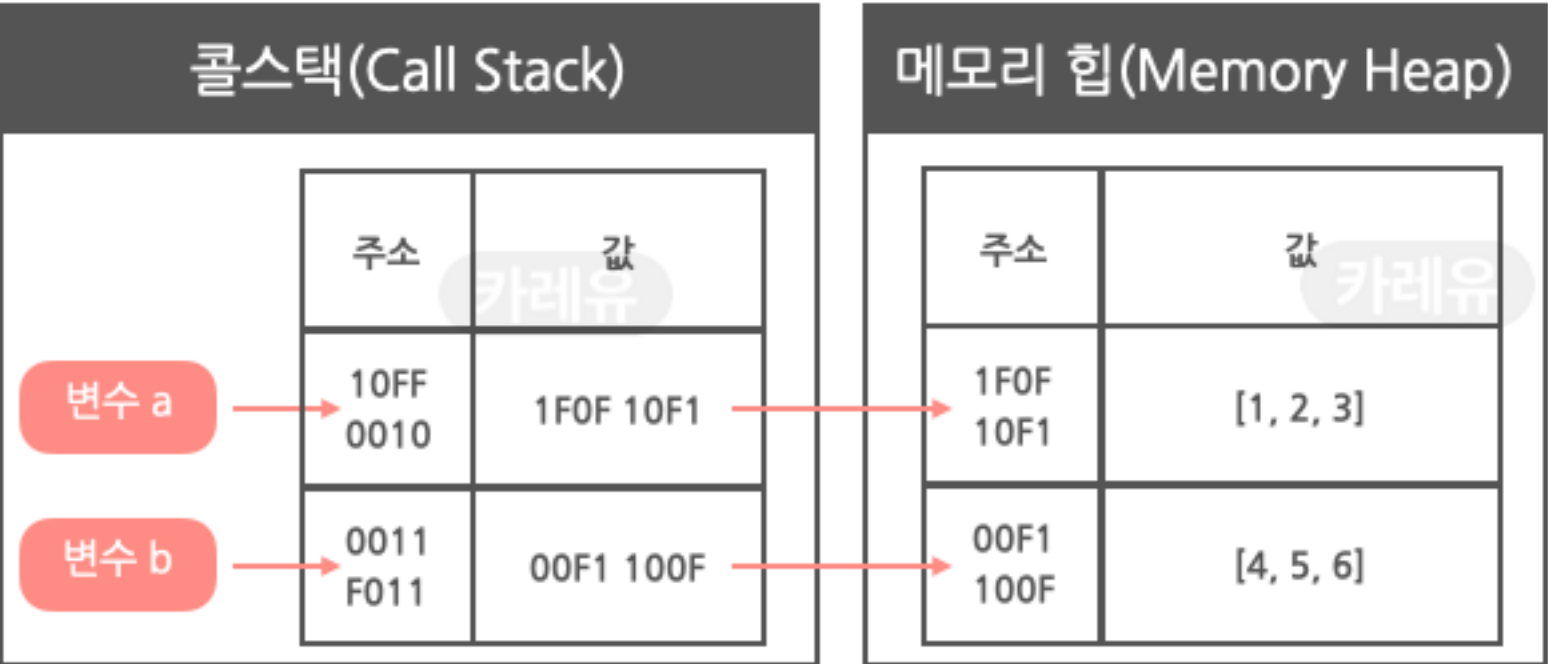 콜스택(Call Stack)
메모리 힙(Memory Heap)
주소
값
카레유
주소
값
카레유
변수 a
10FF
0010
1F0F 10F1
1F0F
10F1
[1, 2, 3]
변수 b
0011
F011
00F1 100F
00F1
100F
[4, 5, 6]